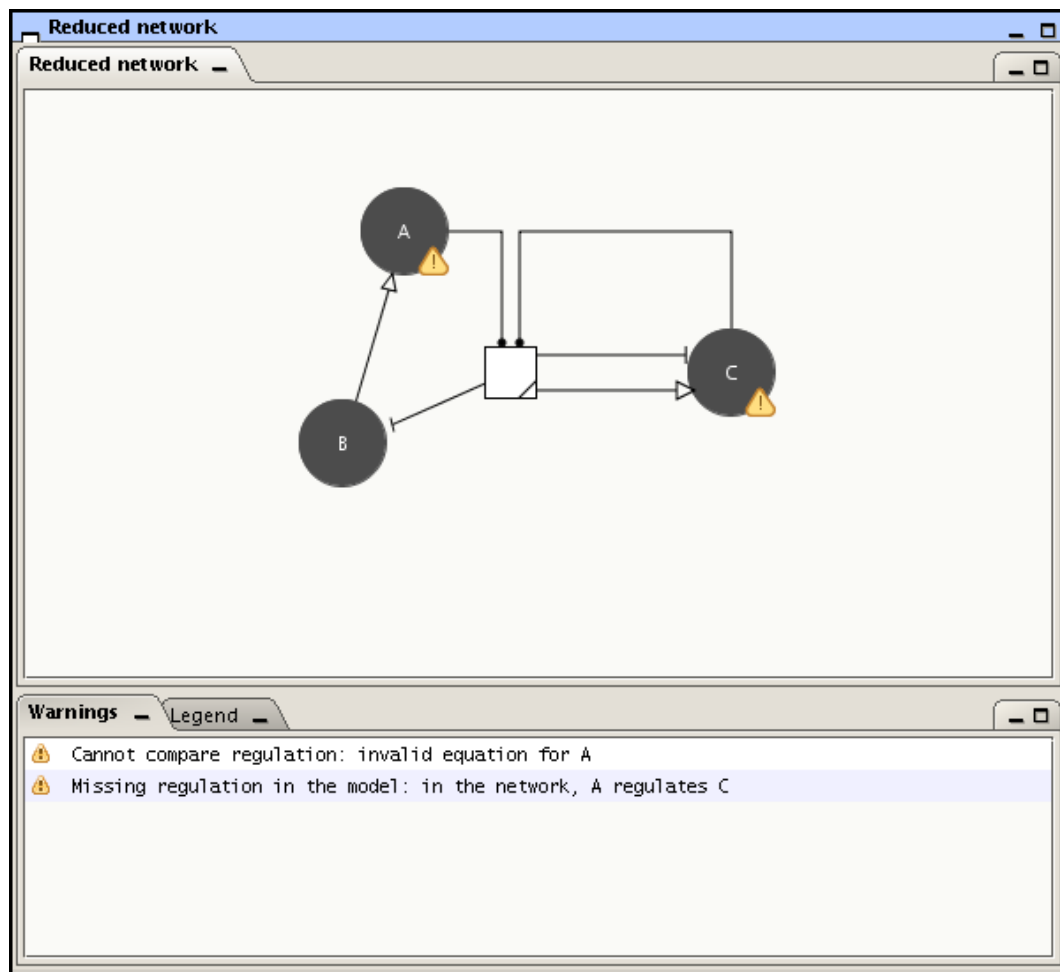 Reduced network
Reduced network
A
C
B
Warnings
Legend
Cannot compare regulation: invalid equation for A
Missing regulation in the model: in the network, A regulates C